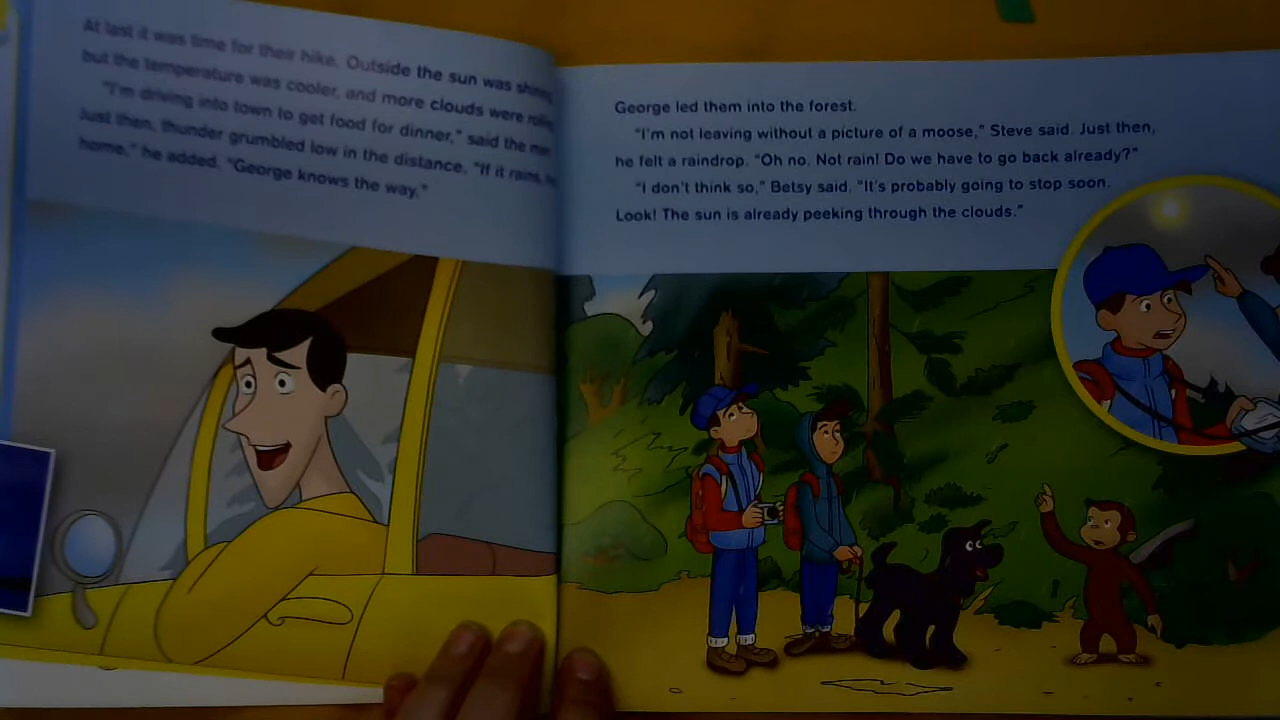 At last it was time for their hike. Outside the sun was shining
but the temperature was cooler, and more clouds were rolling
"I'm driving into town to get food for dinner," said the man
Just then, thunder grumbled low in the distance. "If it rains,
home," he added. "George knows the way."
George led them into the forest.
"I'm not leaving without a picture of a moose," Steve said. Just then,
he felt a raindrop. "Oh no. Not rain! Do we have to go back already?"
"I don't think so," Betsy said. "It's probably going to stop soon.
Look! The sun is already peeking through the clouds."